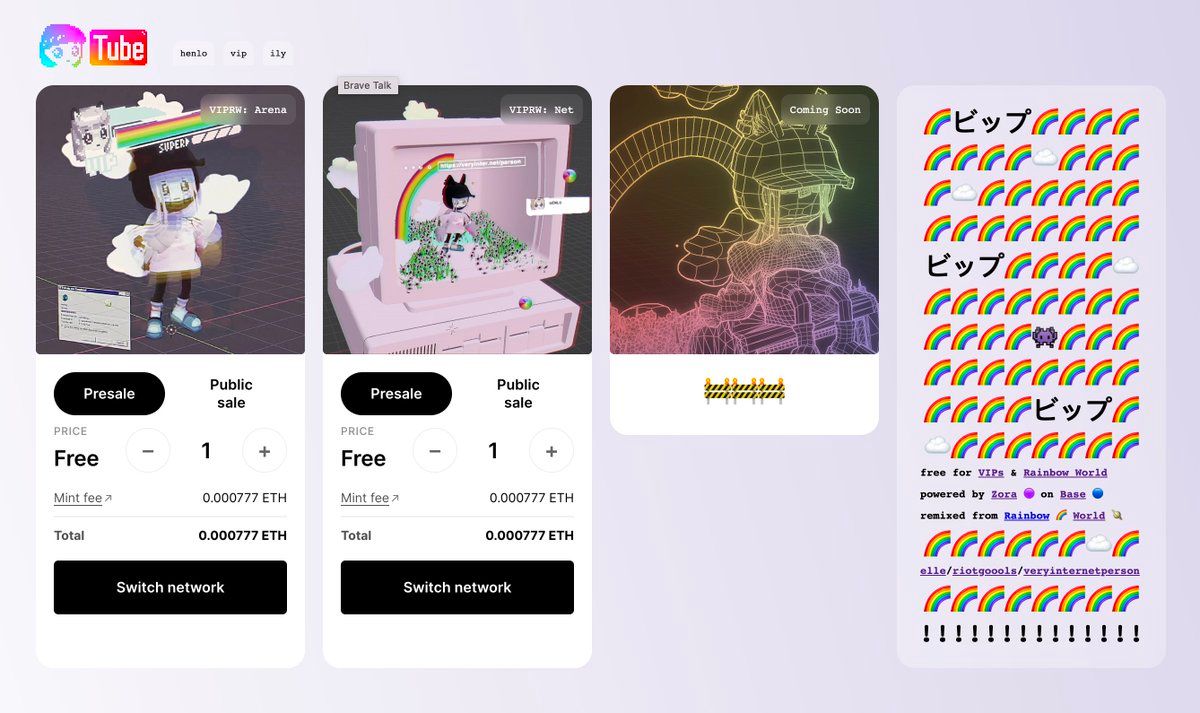 Tube
henlo
vip
ily
VIPRW: Arena
SUPER
Brave Talk
VIPRW: Net
https://veryinter.net/person
Coming Soon
Presale
Public
sale
PRICE
Free
− 1 +
Mint fee↗ 0.000777 ETH
Total 0.000777 ETH
Switch network
Presale
Public
sale
PRICE
Free
− 1 +
Mint fee↗ 0.000777 ETH
Total 0.000777 ETH
Switch network
🚧🚧🚧
🌈ビップ🌈🌈🌈🌈
🌈🌈🌈🌈☁️🌈🌈🌈
🌈☁️🌈🌈🌈🌈🌈🌈
🌈🌈🌈🌈🌈🌈🌈🌈
ビップ🌈🌈🌈🌈☁️
🌈🌈🌈🌈🌈🌈🌈🌈
🌈🌈🌈🌈👾🌈🌈🌈
🌈🌈🌈🌈🌈🌈🌈🌈
🌈🌈🌈🌈ビップ🌈
☁️🌈🌈🌈🌈🌈🌈🌈
free for VIPs & Rainbow World
powered by Zora 🟣 on Base 🔵
remixed from Rainbow 🌈 World 🪐
🌈🌈🌈🌈🌈🌈☁️🌈
elle/riotgoools/veryinternetperson
🌈🌈🌈🌈🌈🌈🌈🌈
! ! ! ! ! ! ! ! ! ! ! ! ! !